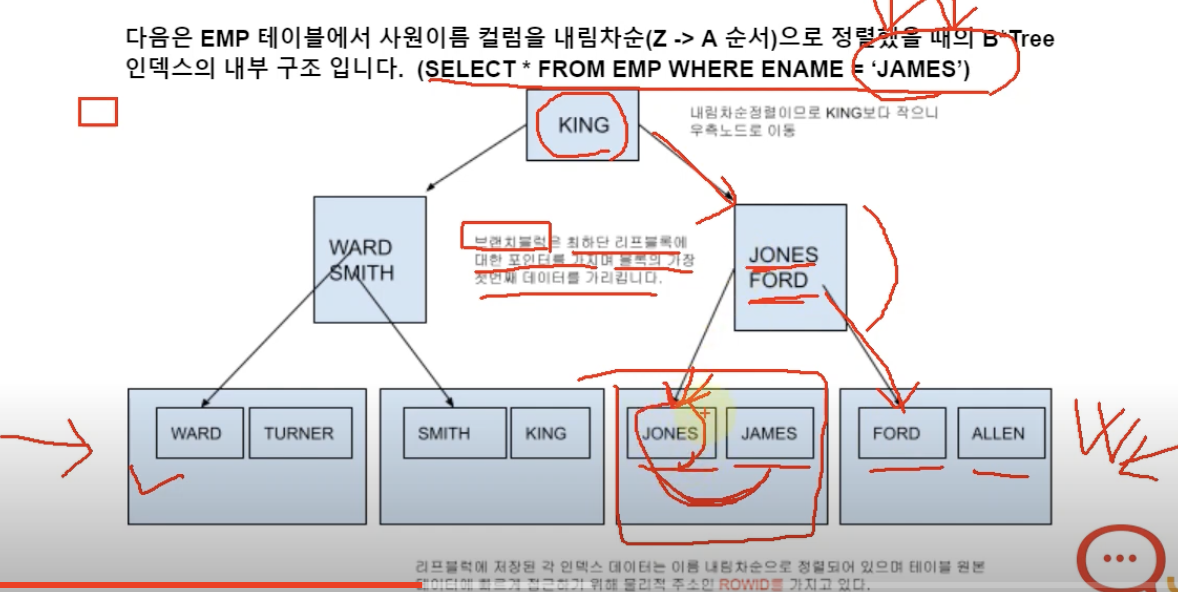 다음은 EMP 테이블에서 사원이름 컬럼을 내림차순(Z -> A 순서)으로 정렬했을 때의 B*Tree
인덱스의 내부 구조 입니다. (SELECT * FROM EMP WHERE ENAME = ‘JAMES’)
KING
내림차순정렬이므로 KING보다 작으니
우측노드로 이동
WARD
SMITH
브랜치블럭은 최하단 리프블록에
대한 포인터를 가지며 블록의 가장
첫번째 데이터를 가리킵니다.
JONES
FORD
WARD TURNER SMITH KING JONES JAMES FORD ALLEN
리프블럭에 저장된 각 인덱스 데이터는 이름 내림차순으로 정렬되어 있으며 테이블 원본
데이터에 빠르게 접근하기 위해 물리적 주소인 ROWID를 가지고 있다.